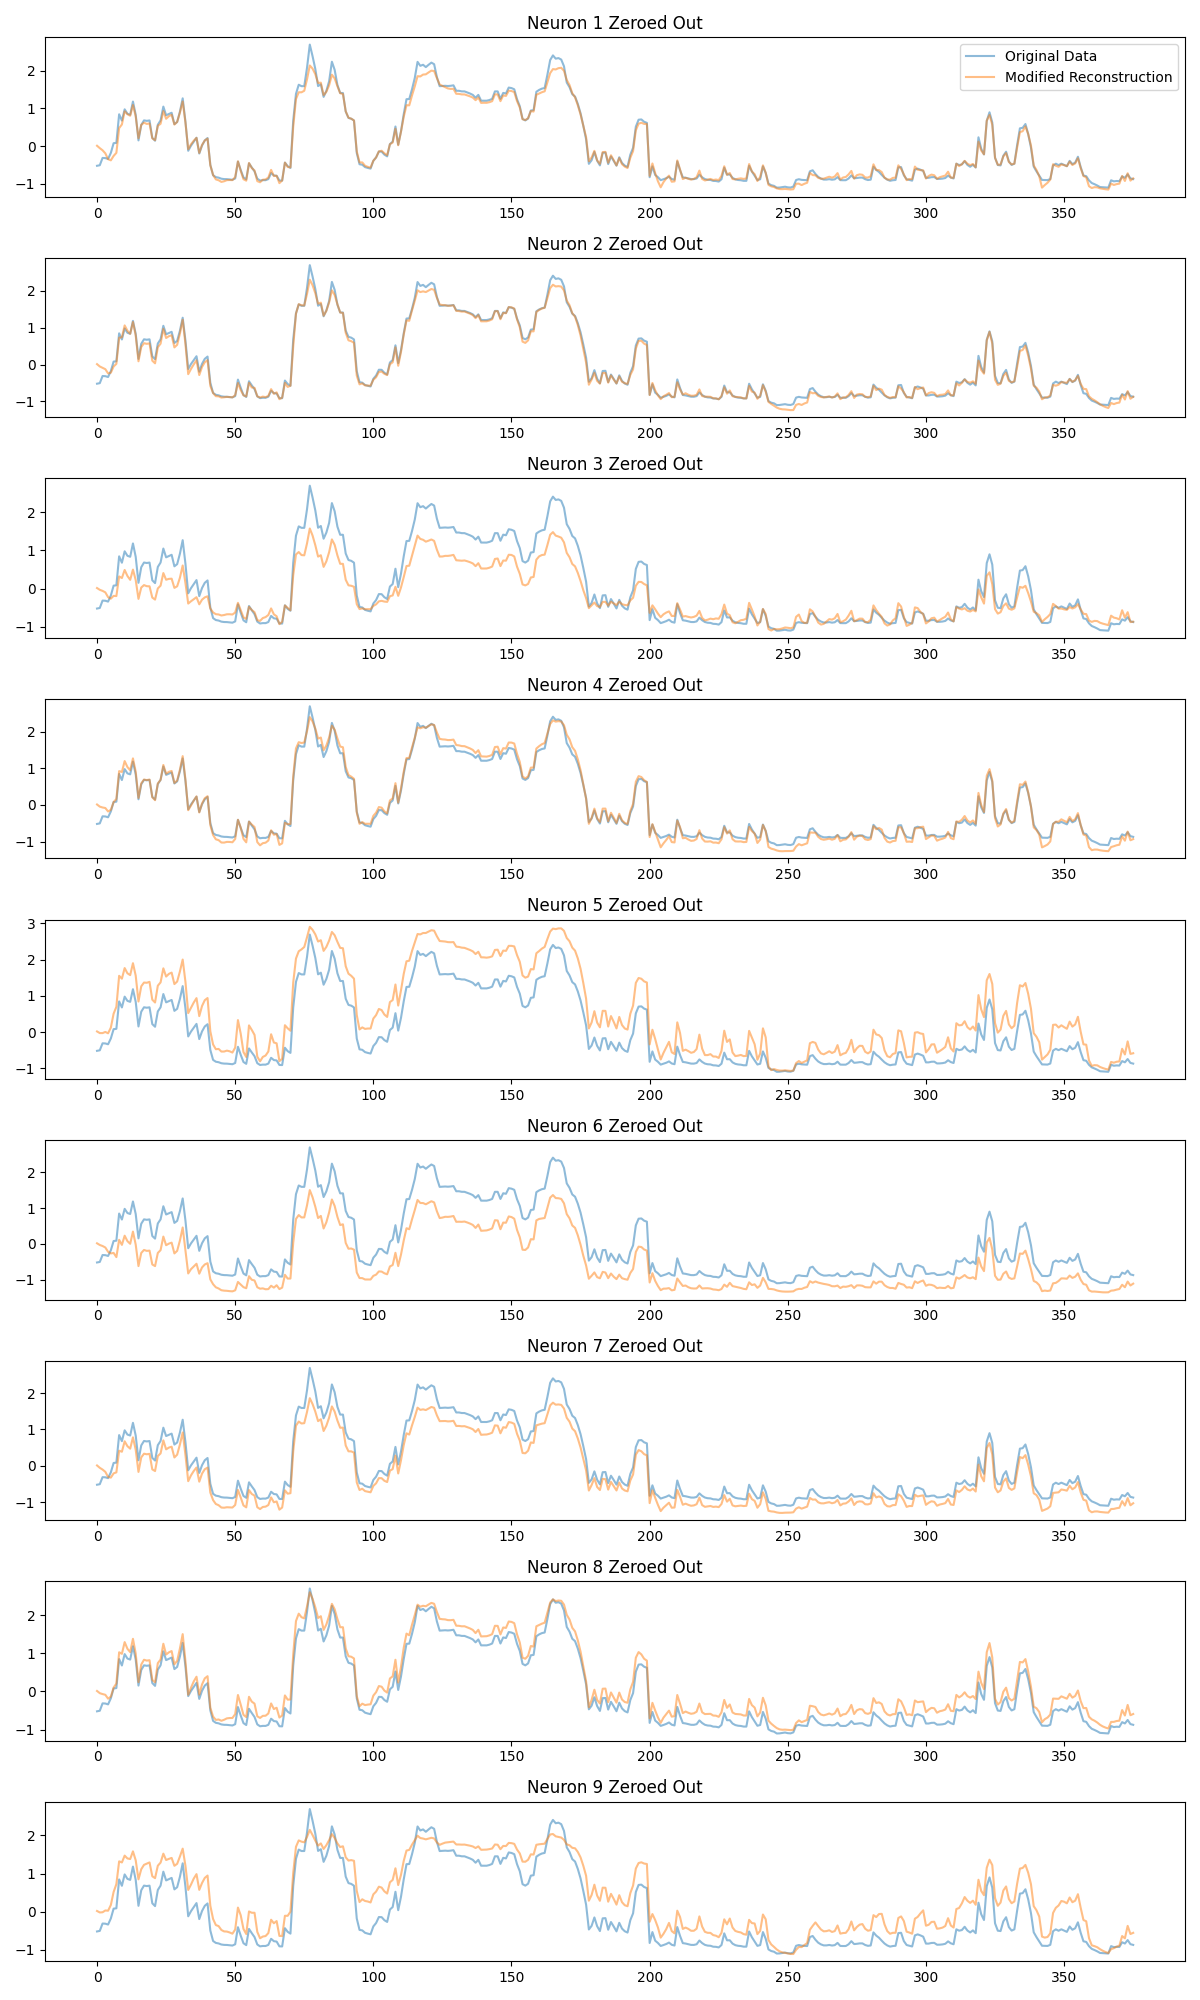 Neuron 1 Zeroed Out
Original Data
Modified Reconstruction
2
1
0
−1
0 50 100 150 200 250 300 350
Neuron 2 Zeroed Out
2
1
0
−1
0 50 100 150 200 250 300 350
Neuron 3 Zeroed Out
2
1
0
−1
0 50 100 150 200 250 300 350
Neuron 4 Zeroed Out
2
1
0
−1
0 50 100 150 200 250 300 350
Neuron 5 Zeroed Out
3
2
1
0
−1
0 50 100 150 200 250 300 350
Neuron 6 Zeroed Out
2
1
0
−1
0 50 100 150 200 250 300 350
Neuron 7 Zeroed Out
2
1
0
−1
0 50 100 150 200 250 300 350
Neuron 8 Zeroed Out
2
1
0
−1
0 50 100 150 200 250 300 350
Neuron 9 Zeroed Out
2
1
0
−1
0 50 100 150 200 250 300 350